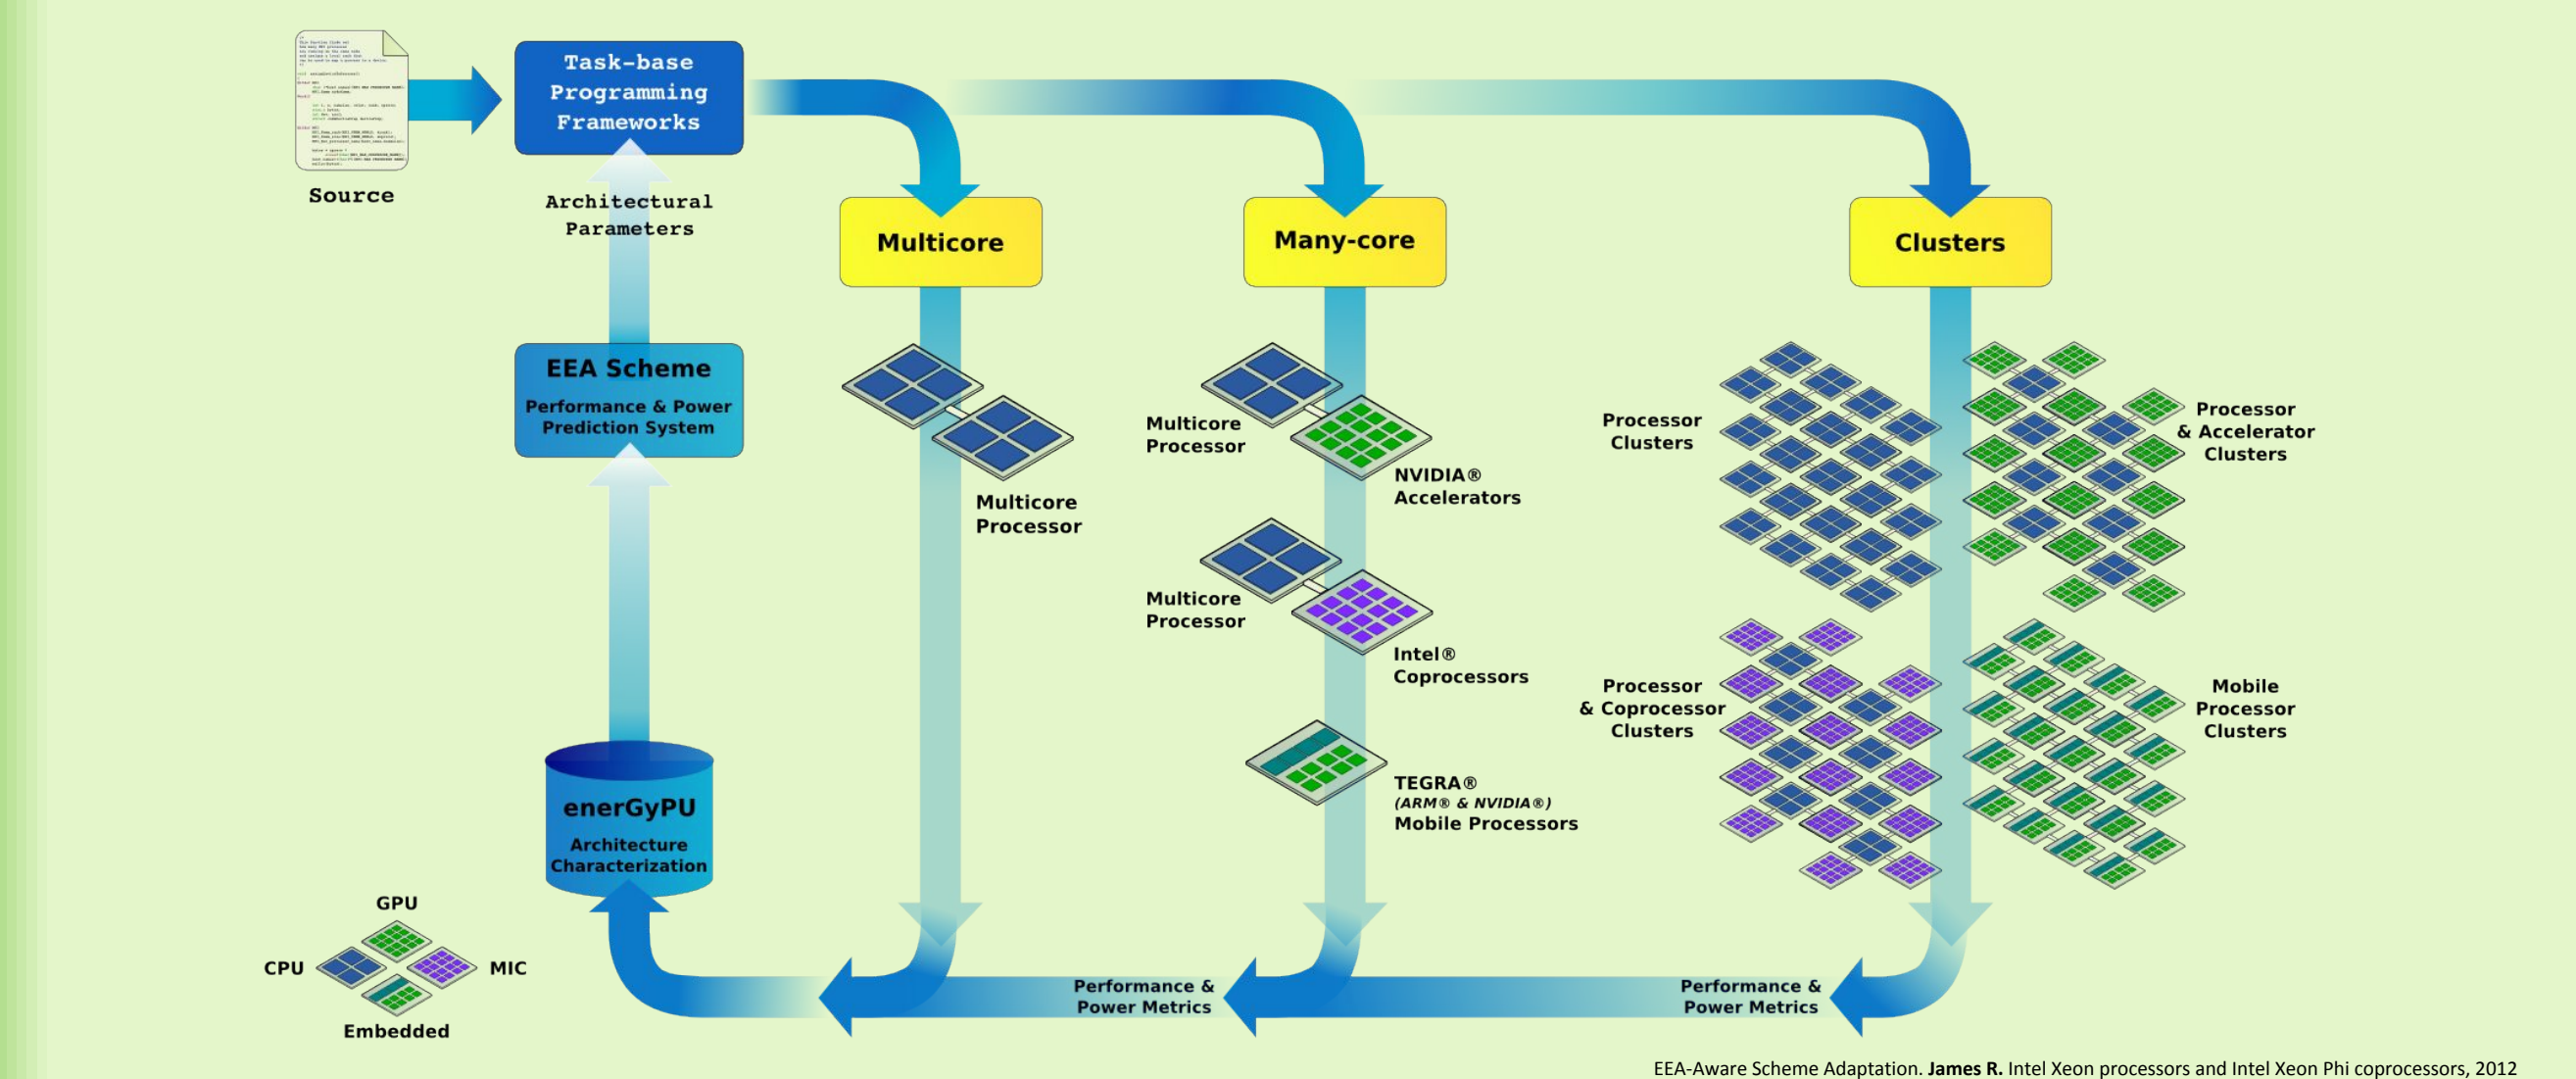 Source
Task-base
Programming
Frameworks
Architectural
Parameters
EEA Scheme
Performance & Power
Prediction System
enerGyPU
Architecture
Characterization
GPU
CPU
MIC
Embedded
Multicore
Multicore
Processor
Many-core
Multicore
Processor
NVIDIA®
Accelerators
Multicore
Processor
Intel®
Coprocessors
TEGRA®
(ARM® & NVIDIA®)
Mobile Processors
Clusters
Processor
Clusters
Processor
& Accelerator
Clusters
Processor
& Coprocessor
Clusters
Mobile
Processor
Clusters
Performance &
Power Metrics
Performance &
Power Metrics
EEA-Aware Scheme Adaptation. James R. Intel Xeon processors and Intel Xeon Phi coprocessors, 2012